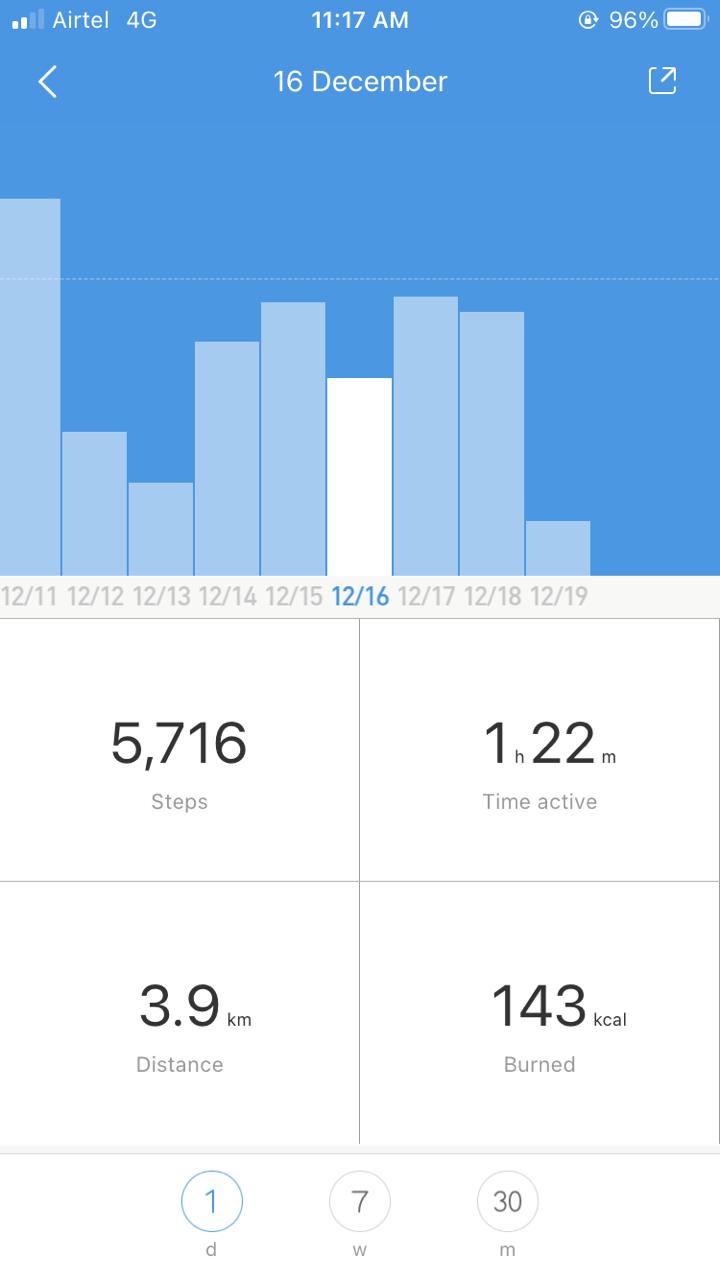 Airtel 4G 11:17 AM 96%
16 December
12/11 12/12 12/13 12/14 12/15 12/16 12/17 12/18 12/19
5,716 1 h 22 m
Steps Time active
3.9 km 143 kcal
Distance Burned
1 7 30
d w m